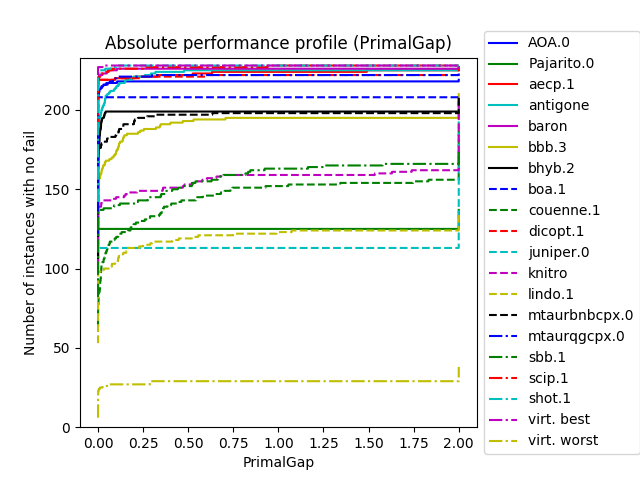 Absolute performance profile (PrimalGap)
Number of instances with no fail
200
150
100
50
0
0.00 0.25 0.50 0.75 1.00 1.25 1.50 1.75 2.00
PrimalGap
AOA.0
Pajarito.0
aecp.1
antigone
baron
bbb.3
bhyb.2
boa.1
couenne.1
dicopt.1
juniper.0
knitro
lindo.1
mtaurbnbcpx.0
mtaurqgcpx.0
sbb.1
scip.1
shot.1
virt. best
virt. worst